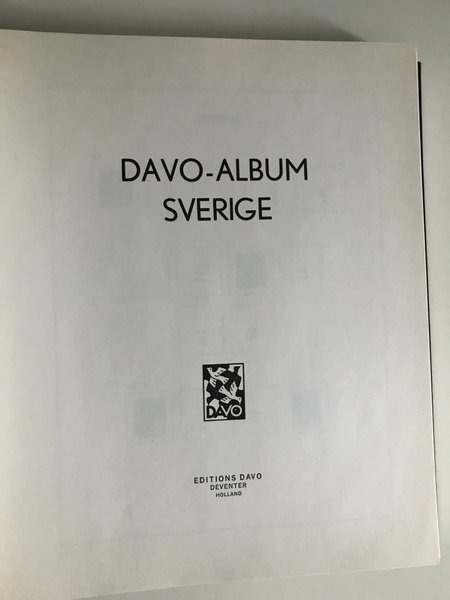 DAVO-ALBUM
SVERIGE
DAVO
EDITIONS DAVO
DEVENTER
HOLLAND